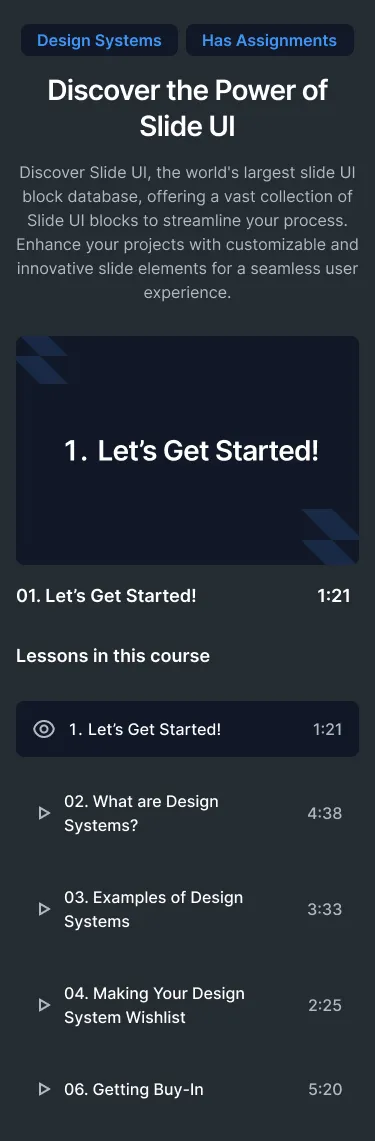 Design Systems
Has Assignments
Discover the Power of
Slide UI
Discover Slide UI, the world's largest slide UI
block database, offering a vast collection of
Slide UI blocks to streamline your process.
Enhance your projects with customizable and
innovative slide elements for a seamless user
experience.
1. Let’s Get Started!
01. Let’s Get Started! 1:21
Lessons in this course
1. Let’s Get Started! 1:21
02. What are Design
Systems? 4:38
03. Examples of Design
Systems 3:33
04. Making Your Design
System Wishlist 2:25
06. Getting Buy-In 5:20